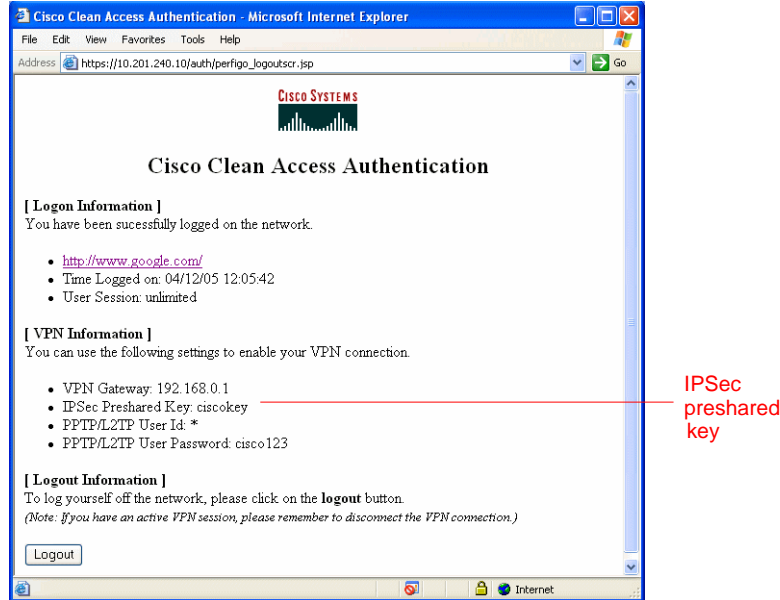 Cisco Clean Access Authentication - Microsoft Internet Explorer
File Edit View Favorites Tools Help
Address https://10.201.240.10/auth/perfigo_logoutscr.jsp Go
CISCO SYSTEMS
Cisco Clean Access Authentication
[ Logon Information ]
You have been sucessfully logged on the network.
• http://www.google.com/
• Time Logged on: 04/12/05 12:05:42
• User Session: unlimited
[ VPN Information ]
You can use the following settings to enable your VPN connection.
• VPN Gateway: 192.168.0.1
• IPSec Preshared Key: ciscokey
• PPTP/L2TP User Id: *
• PPTP/L2TP User Password: cisco123
IPSec
preshared
key
[ Logout Information ]
To log yourself off the network, please click on the logout button.
(Note: If you have an active VPN session, please remember to disconnect the VPN connection.)
Logout
Internet